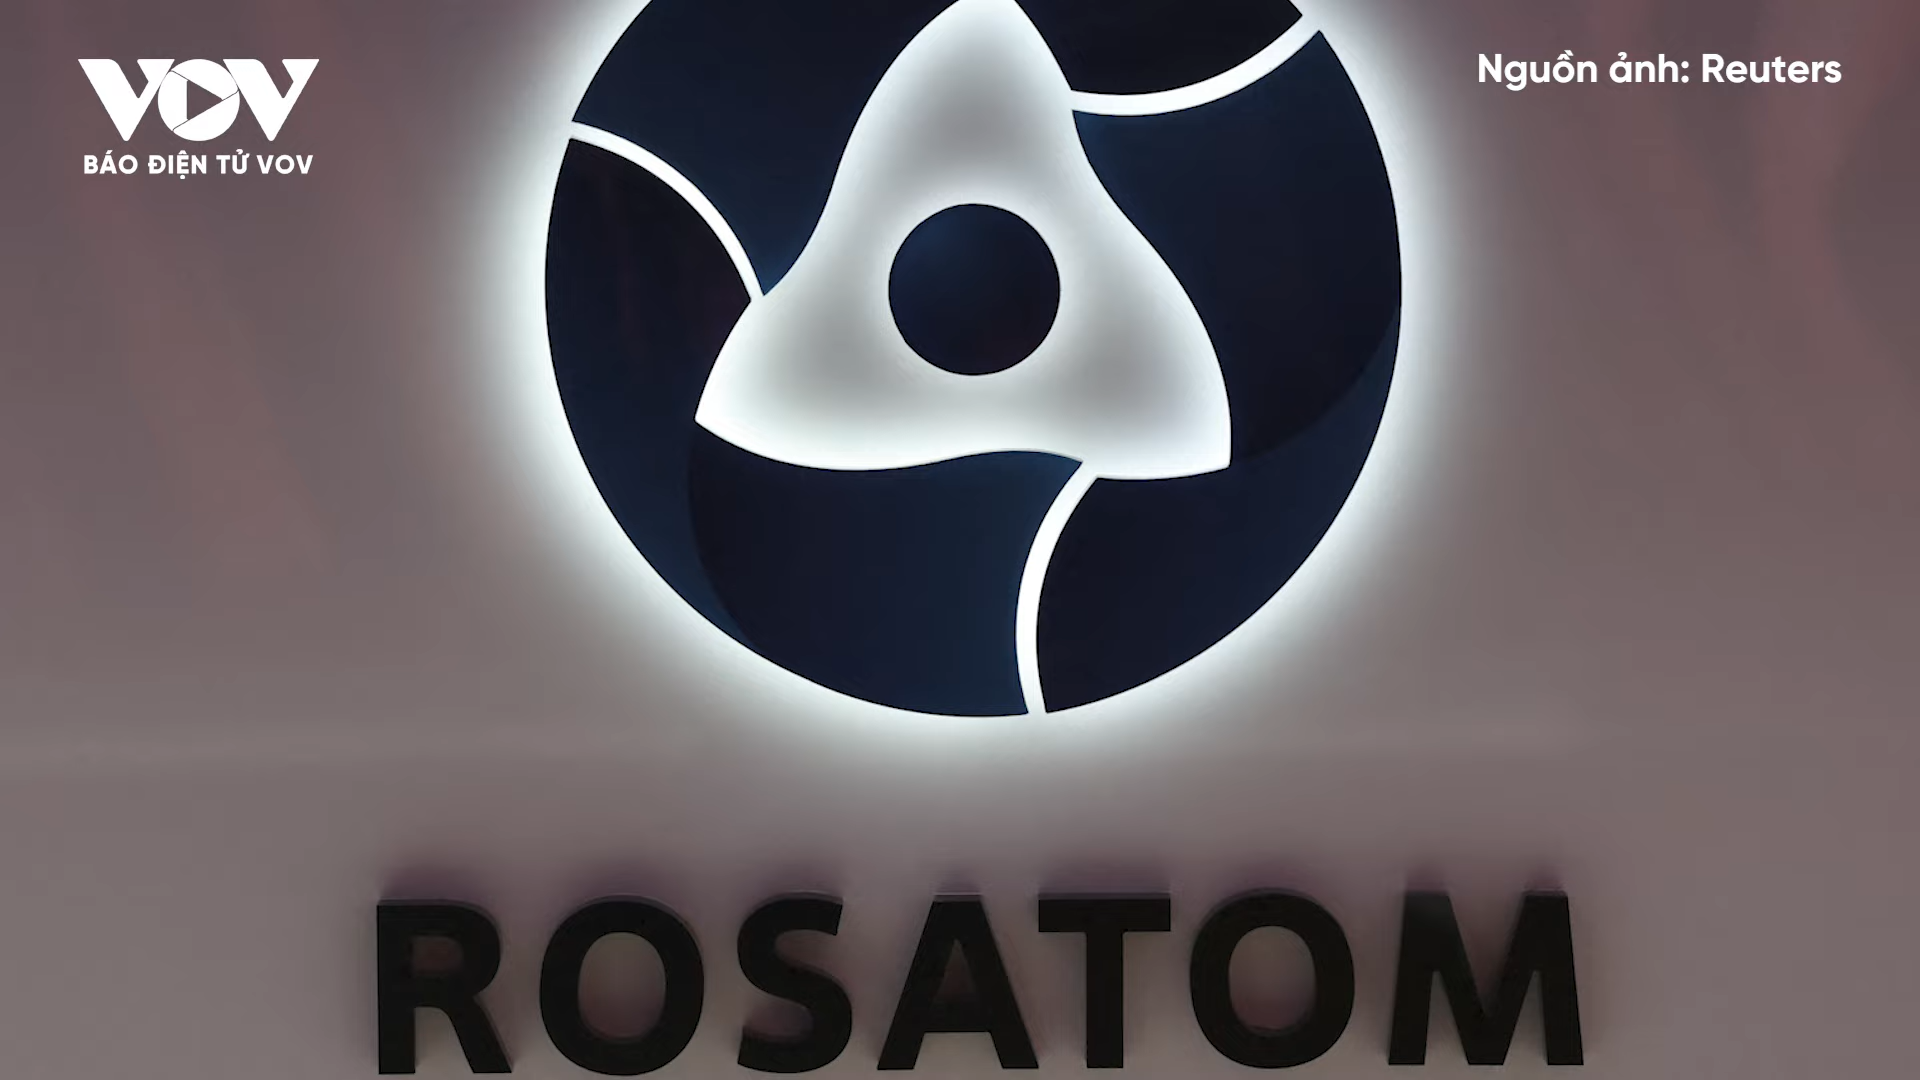 VOV
BÁO ĐIỆN TỬ VOV
Nguồn ảnh: Reuters
ROSATOM